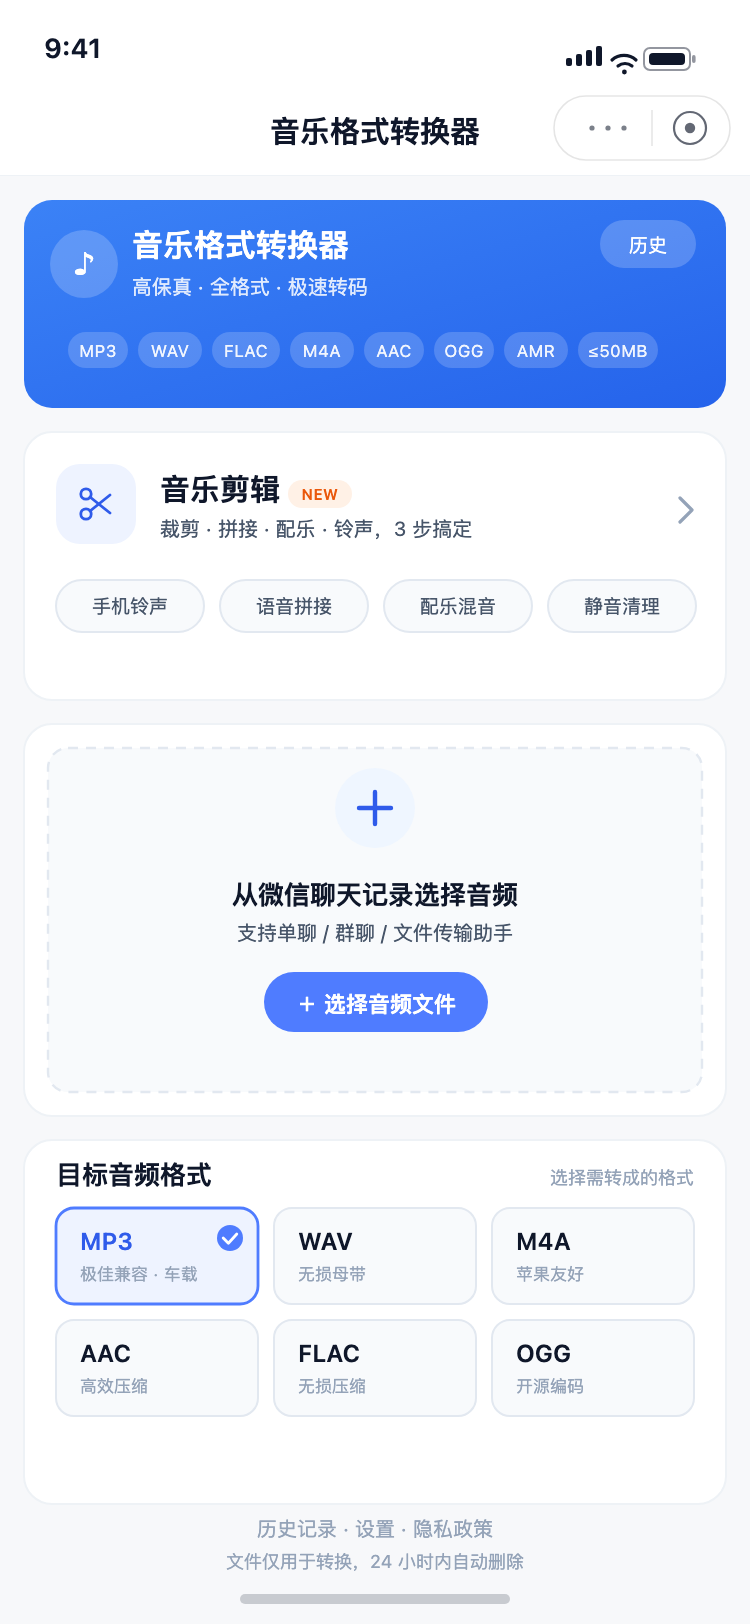 9:41
音乐格式转换器
音乐格式转换器
历史
高保真 · 全格式 · 极速转码
MP3 WAV FLAC M4A AAC OGG AMR ≤50MB
音乐剪辑 NEW
裁剪 · 拼接 · 配乐 · 铃声，3 步搞定
手机铃声 语音拼接 配乐混音 静音清理
从微信聊天记录选择音频
支持单聊 / 群聊 / 文件传输助手
+ 选择音频文件
目标音频格式 选择需转成的格式
MP3 WAV M4A
极佳兼容 · 车载 无损母带 苹果友好
AAC FLAC OGG
高效压缩 无损压缩 开源编码
历史记录 · 设置 · 隐私政策
文件仅用于转换，24 小时内自动删除